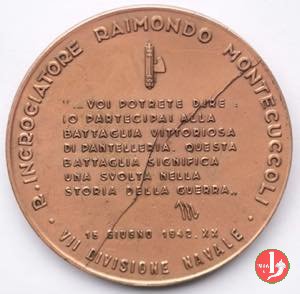 R. INCROCIATORE RAIMONDO MONTECUCCOLI
"... VOI POTRETE DIRE:
IO PARTECIPAI ALLA
BATTAGLIA VITTORIOSA
DI PANTELLERIA. QUESTA
BATTAGLIA SIGNIFICA
UNA SVOLTA NELLA
STORIA DELLA GUERRA„
M
15 GIUGNO 1942.XX
· VII DIVISIONE NAVALE ·